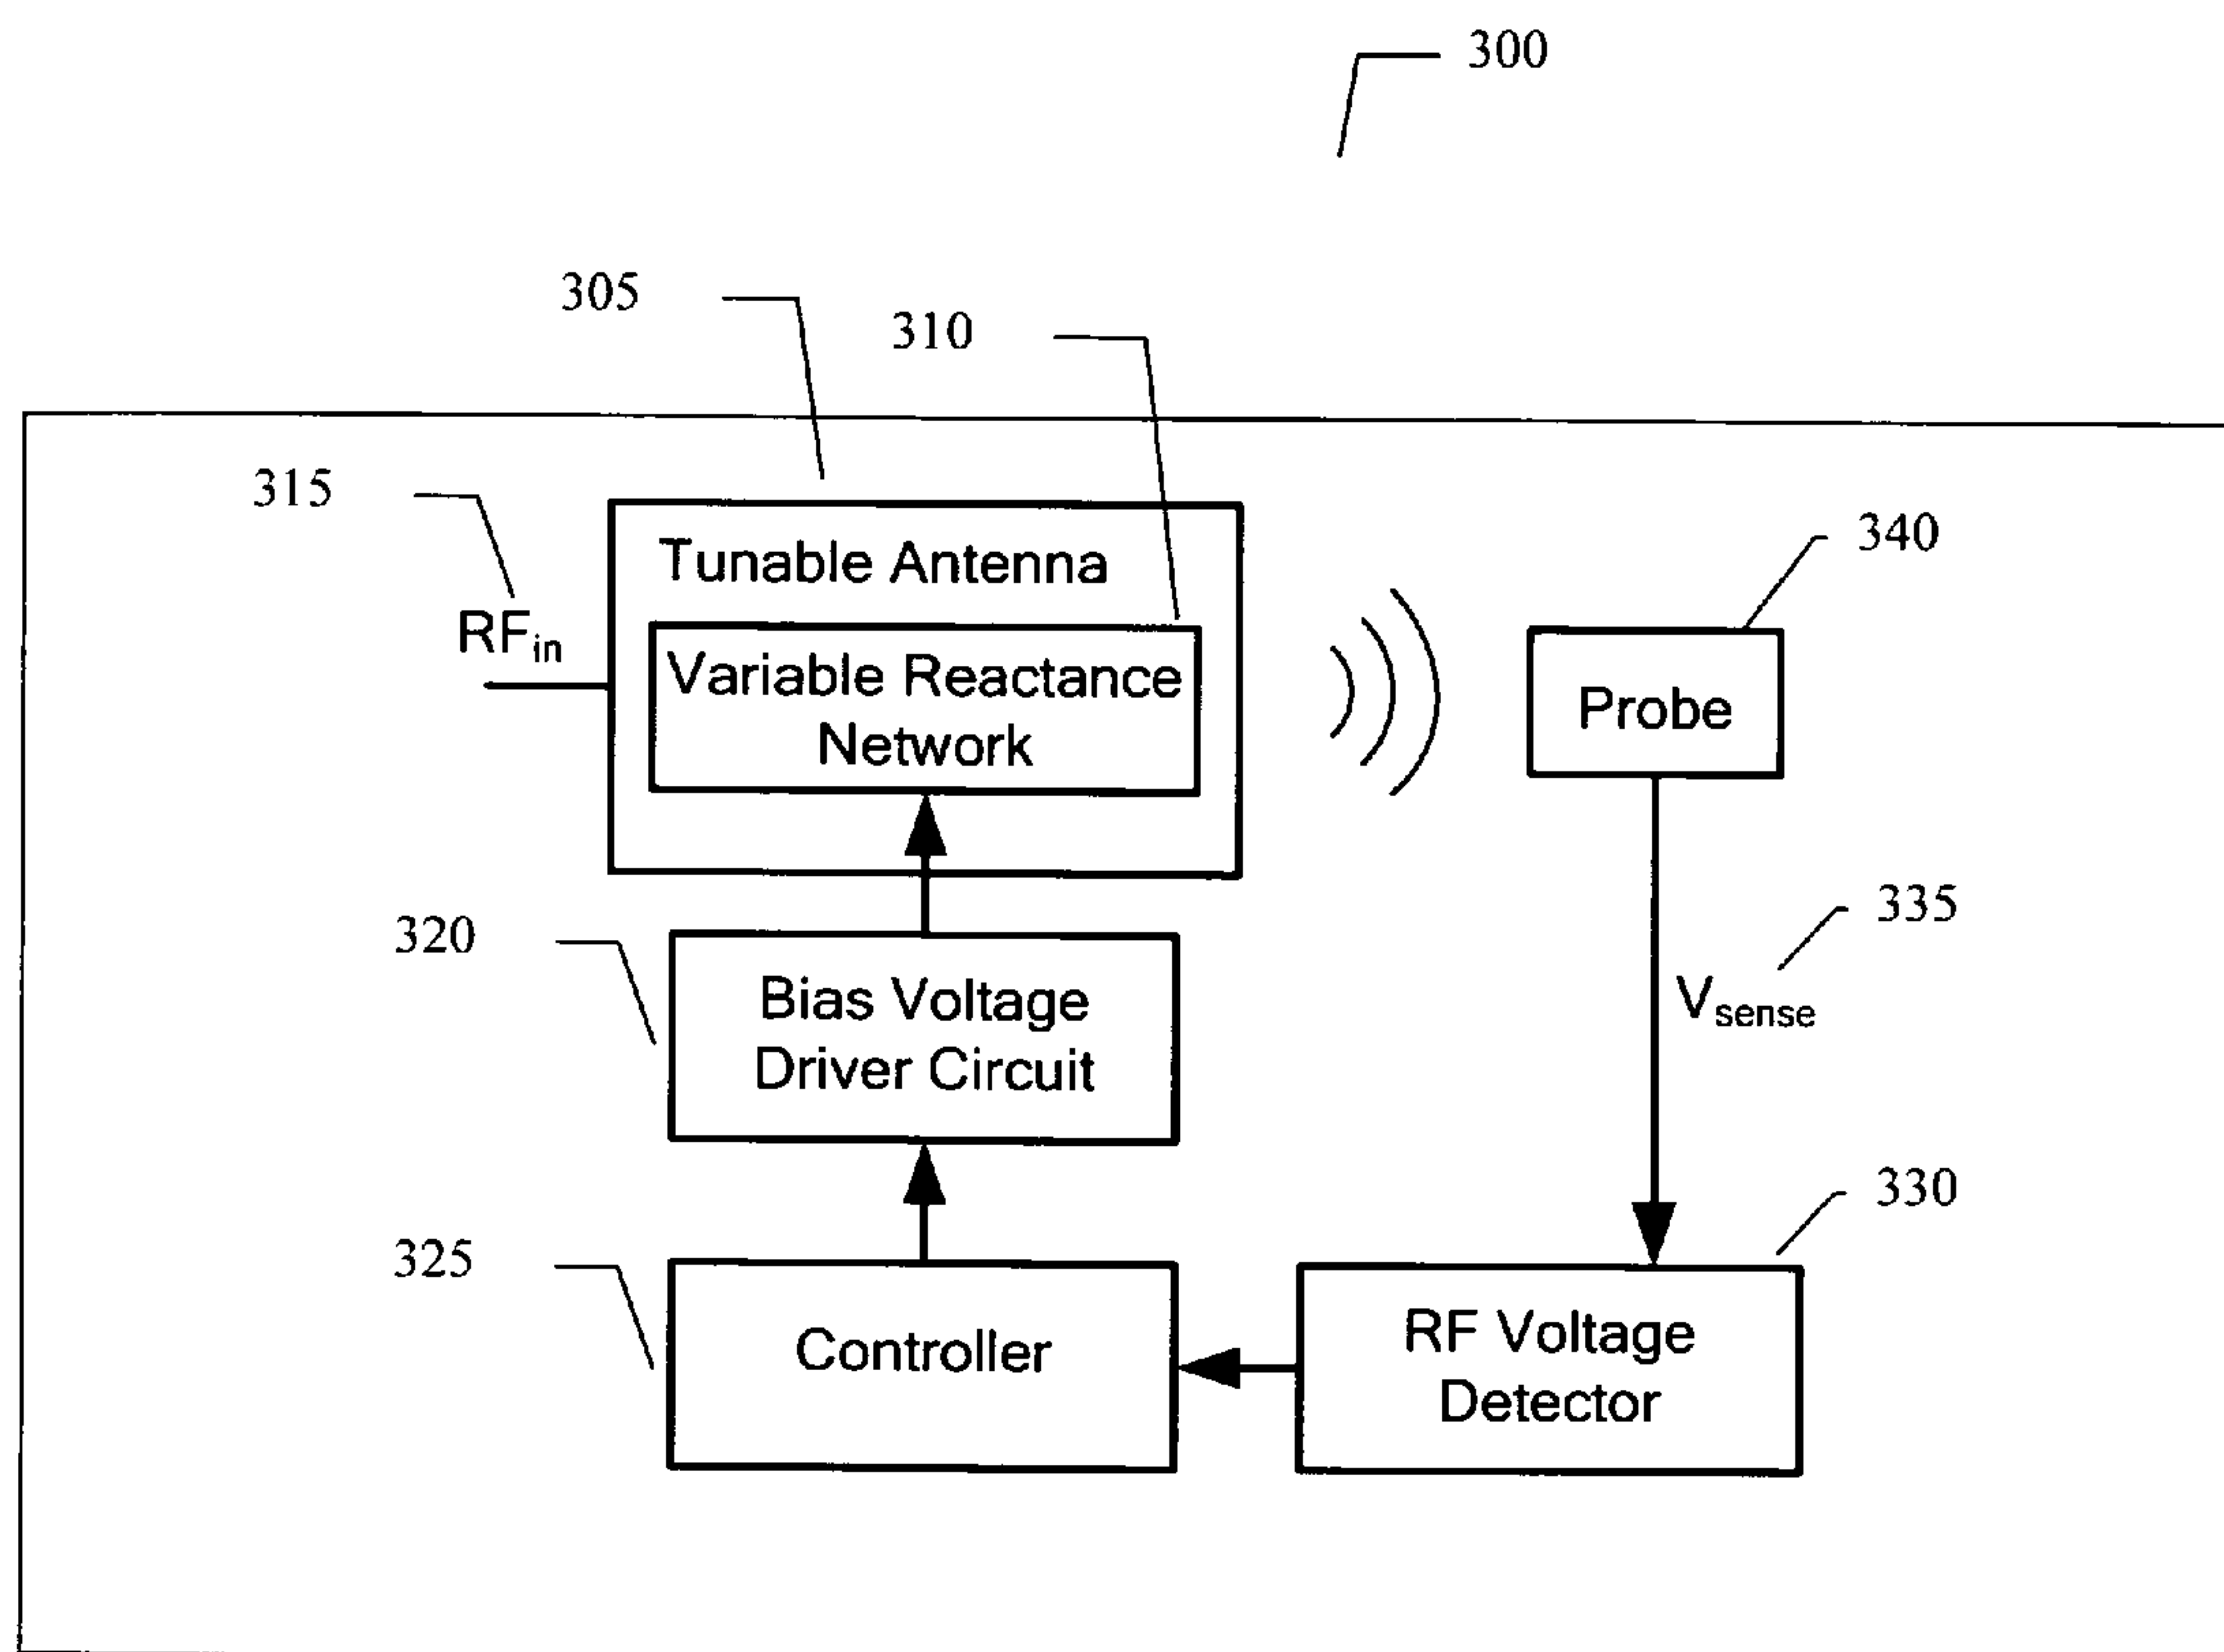 300
305
310
315
Tunable Antenna
340
RFin
Variable Reactance
Network
Probe
320
335
Bias Voltage
Driver Circuit
Vsense
330
325
Controller
RF Voltage
Detector